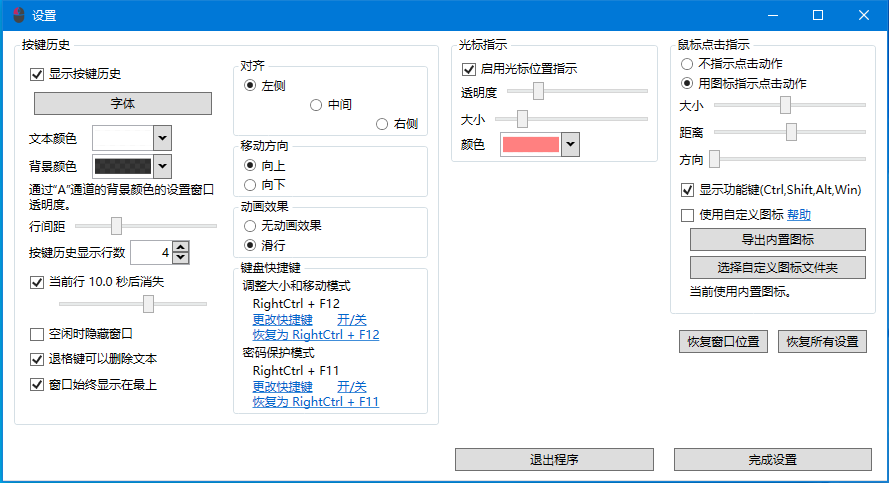 设置
按键历史
显示按键历史
字体
文本颜色
背景颜色
通过“A”通道的背景颜色的设置窗口
透明度。
行间距
按键历史显示行数
4
当前行 10.0 秒后消失
空闲时隐藏窗口
退格键可以删除文本
窗口始终显示在最上
对齐
左侧
中间
右侧
移动方向
向上
向下
动画效果
无动画效果
滑行
键盘快捷键
调整大小和移动模式
RightCtrl + F12
更改快捷键 开/关
恢复为 RightCtrl + F12
密码保护模式
RightCtrl + F11
更改快捷键 开/关
恢复为 RightCtrl + F11
光标指示
启用光标位置指示
透明度
大小
颜色
鼠标点击指示
不指示点击动作
用图标指示点击动作
大小
距离
方向
显示功能键(Ctrl,Shift,Alt,Win)
使用自定义图标 帮助
导出内置图标
选择自定义图标文件夹
当前使用内置图标。
恢复窗口位置
恢复所有设置
退出程序
完成设置